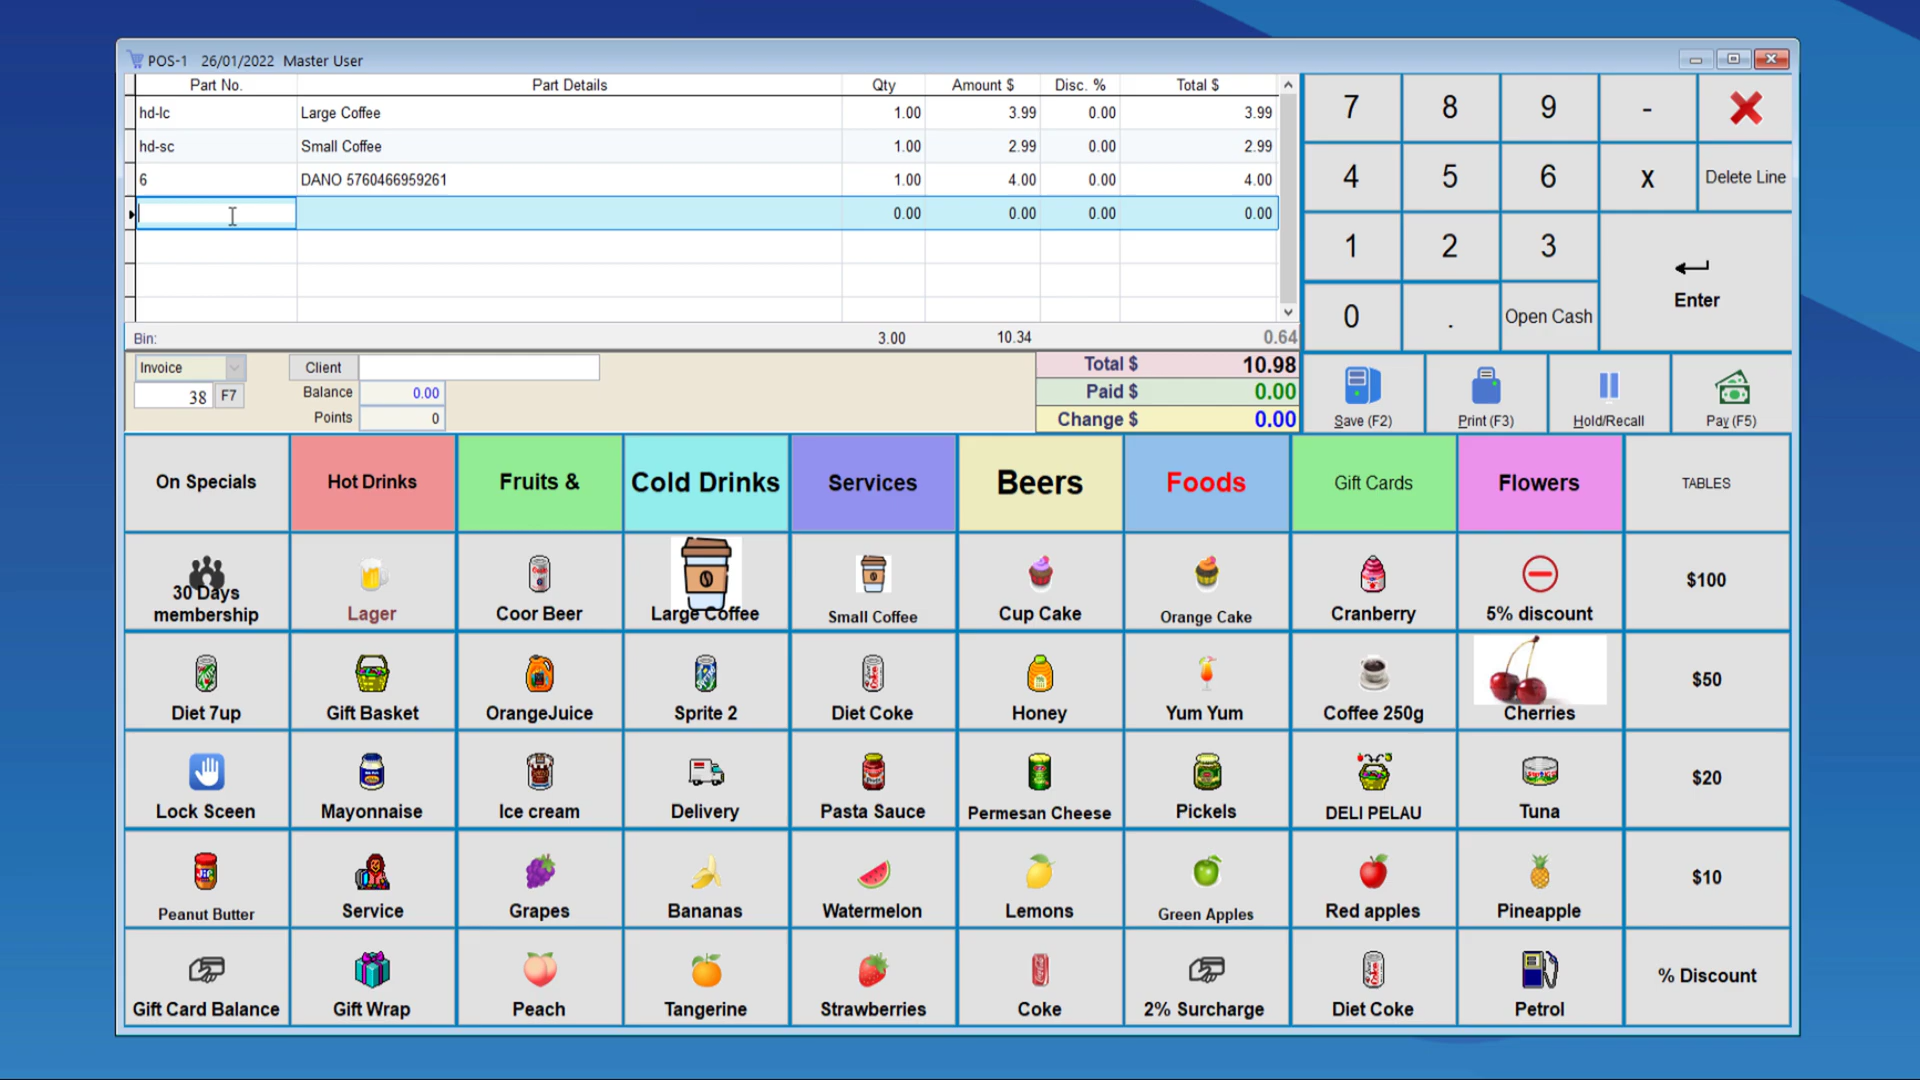 POS-1 26/01/2022 Master User
Part No. Part Details Qty Amount $ Disc. % Total $
hd-lc Large Coffee 1.00 3.99 0.00 3.99
hd-sc Small Coffee 1.00 2.99 0.00 2.99
6 DANO 5760466959261 1.00 4.00 0.00 4.00
0.00 0.00 0.00 0.00
Bin: 3.00 10.34 0.64
Invoice Client
38 F7 Balance 0.00
Points 0
Total $ 10.98
Paid $ 0.00
Change $ 0.00
7 8 9 -
4 5 6 x Delete Line
1 2 3
Enter
0 . Open Cash
Save (F2) Print (F3) Hold/Recall Pay (F5)
On Specials Hot Drinks Fruits & Cold Drinks Services Beers Foods Gift Cards Flowers TABLES
30 Days
membership Lager Coor Beer Large Coffee Small Coffee Cup Cake Orange Cake Cranberry 5% discount $100
Diet 7up Gift Basket OrangeJuice Sprite 2 Diet Coke Honey Yum Yum Coffee 250g Cherries $50
Lock Sceen Mayonnaise Ice cream Delivery Pasta Sauce Permesan Cheese Pickels DELI PELAU Tuna $20
Peanut Butter Service Grapes Bananas Watermelon Lemons Green Apples Red apples Pineapple $10
Gift Card Balance Gift Wrap Peach Tangerine Strawberries Coke 2% Surcharge Diet Coke Petrol % Discount